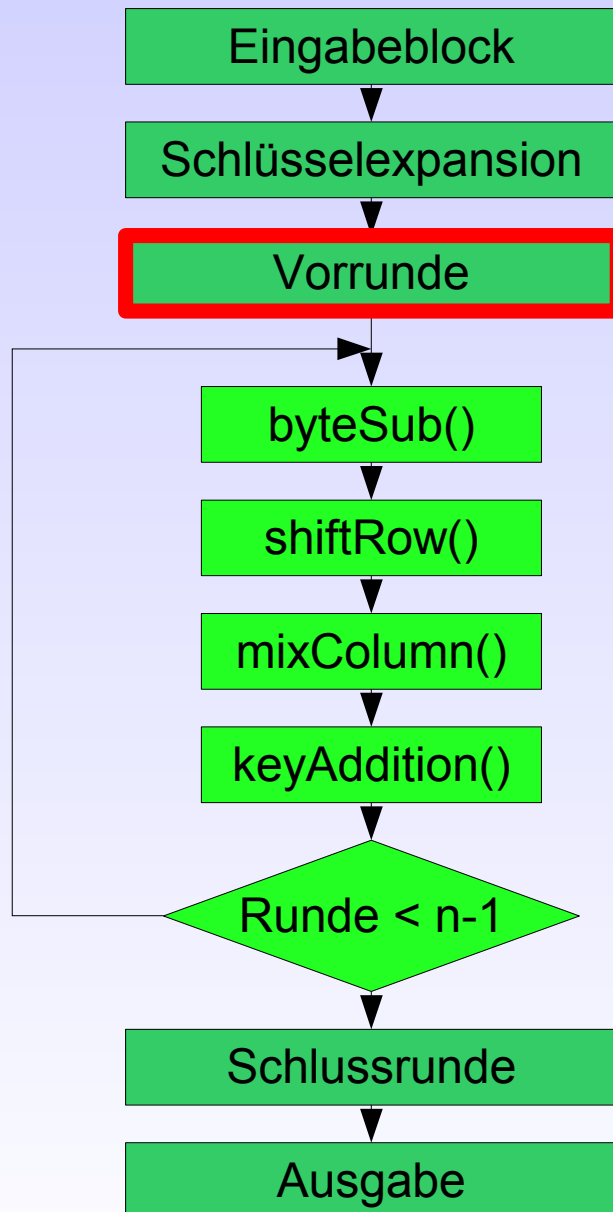 Eingabeblock
Schlüsselexpansion
Vorrunde
byteSub()
shiftRow()
mixColumn()
keyAddition()
Runde < n-1
Schlussrunde
Ausgabe